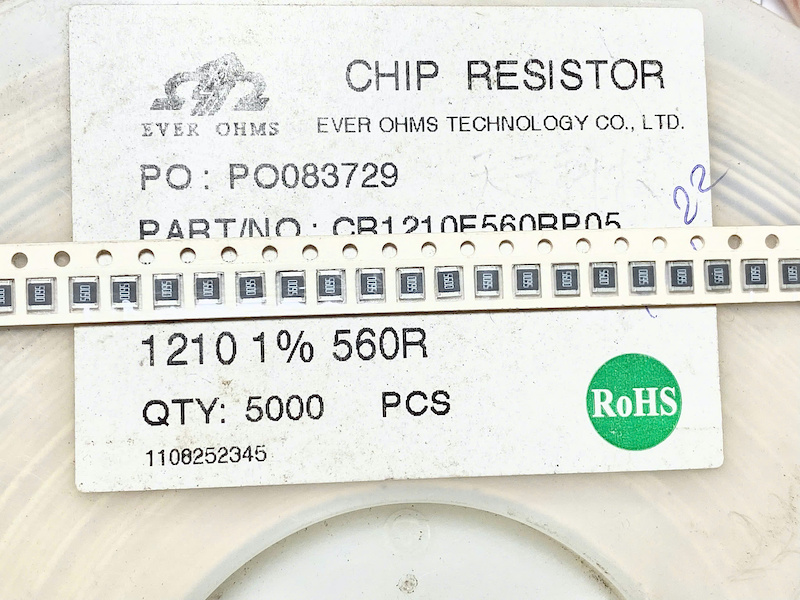 CHIP RESISTOR
EVER OHMS
EVER OHMS TECHNOLOGY CO., LTD.
PO: PO083729
22
PART/NO.: CR1210F560RP05
1210 1% 560R
QTY: 5000 PCS
RoHS
1108252345